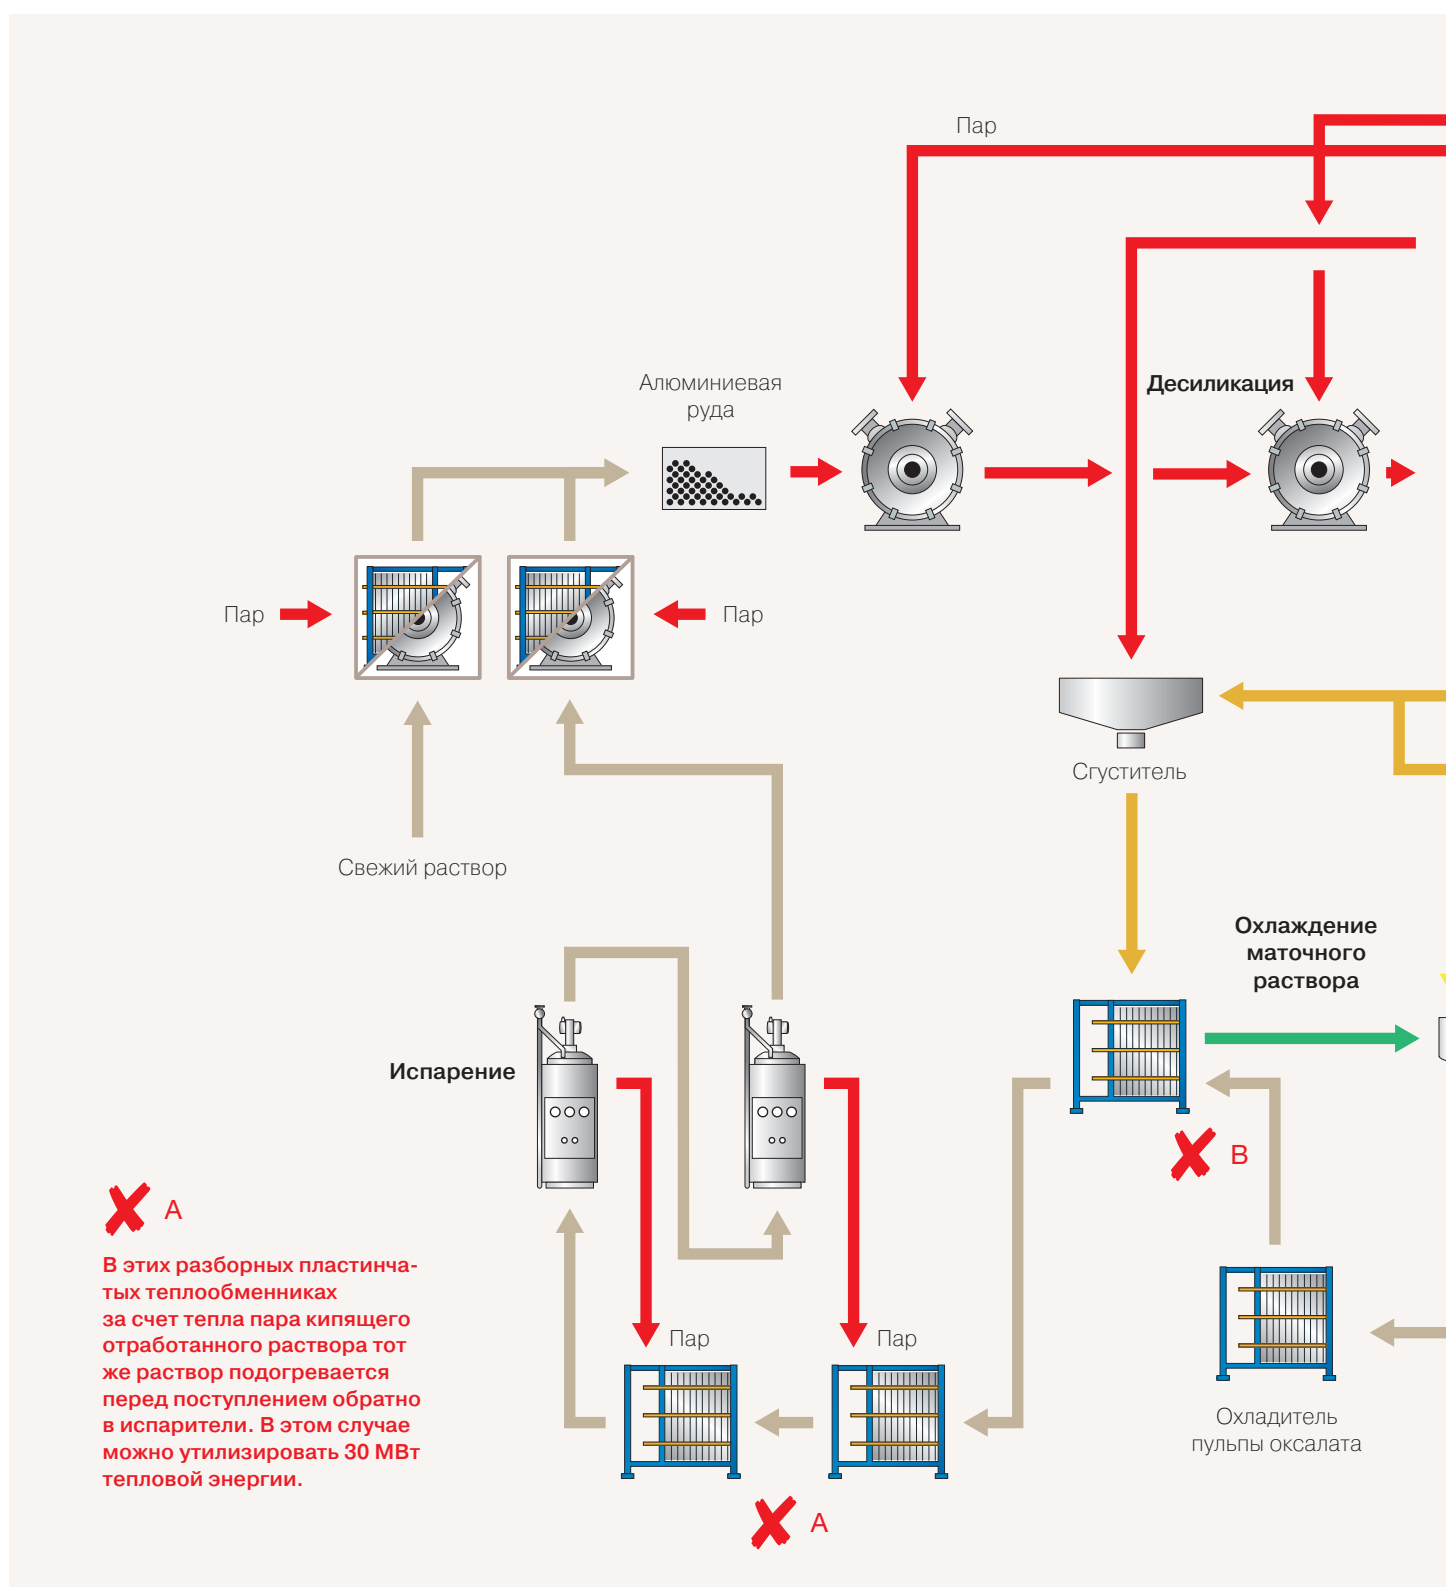 Пар
Алюминиевая
руда
Десиликация
Пар
Пар
Сгуститель
Свежий раствор
Охлаждение
маточного
раствора
Испарение
B
A
В этих разборных пластинча-
тых теплообменниках
за счет тепла пара кипящего
отработанного раствора тот
же раствор подогревается
перед поступлением обратно
в испарители. В этом случае
можно утилизировать 30 МВт
тепловой энергии.
Пар
Пар
Охладитель
пульпы оксалата
A